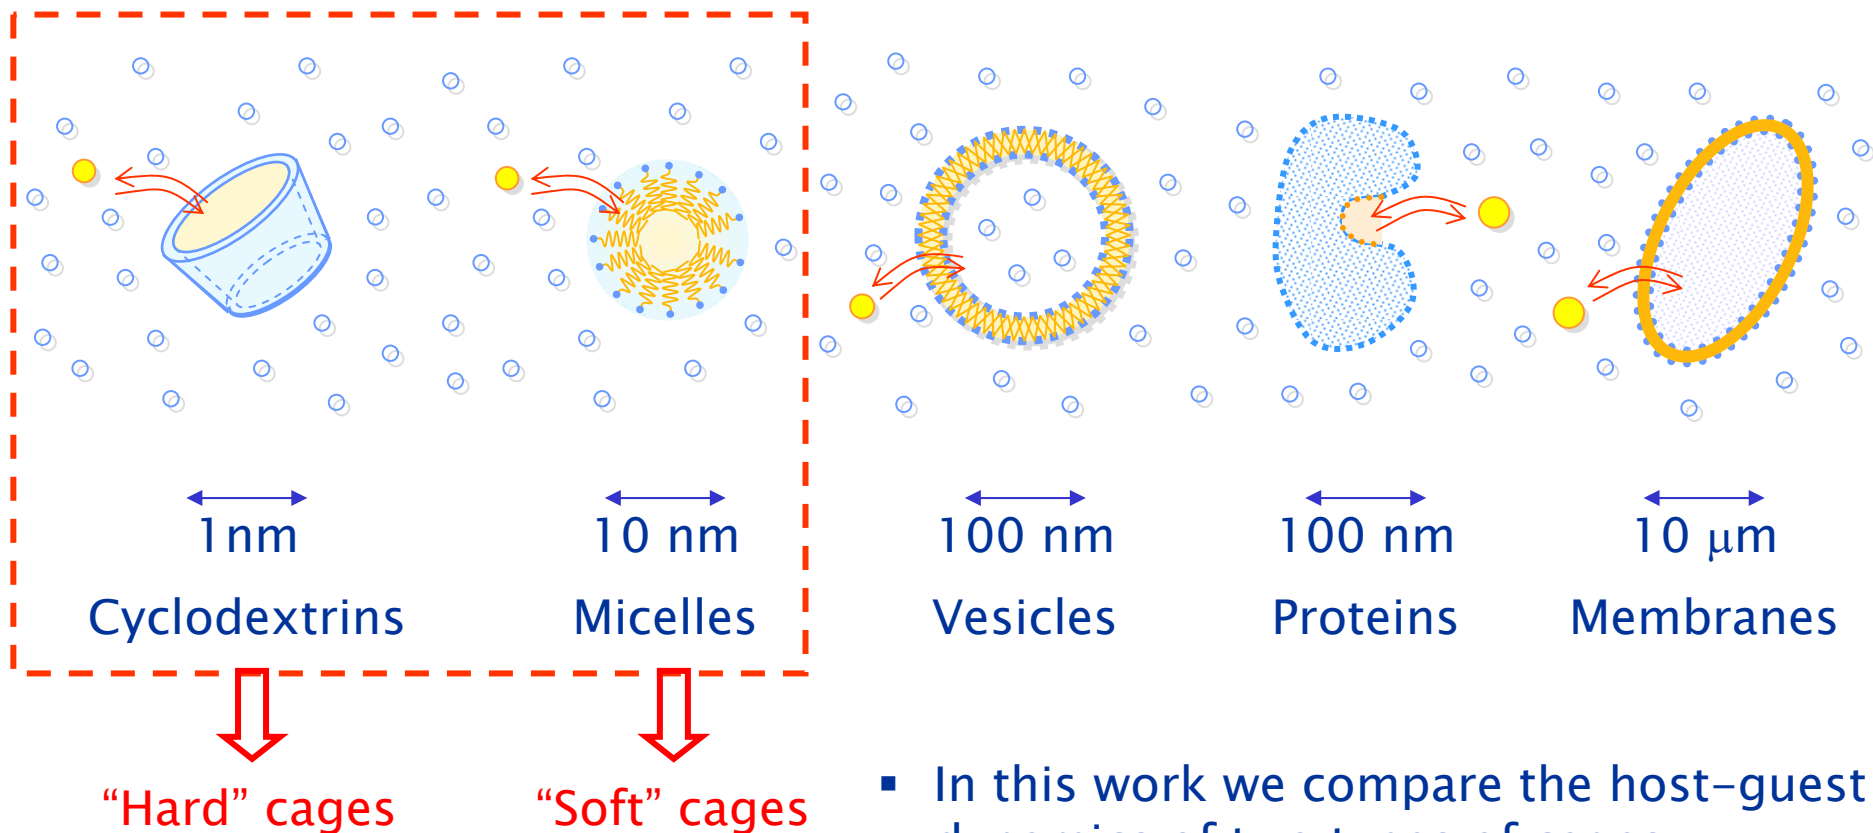 1nm
10 nm
100 nm
100 nm
10 μm
Cyclodextrins
Micelles
Vesicles
Proteins
Membranes
“Hard” cages
“Soft” cages
▪ In this work we compare the host-guest